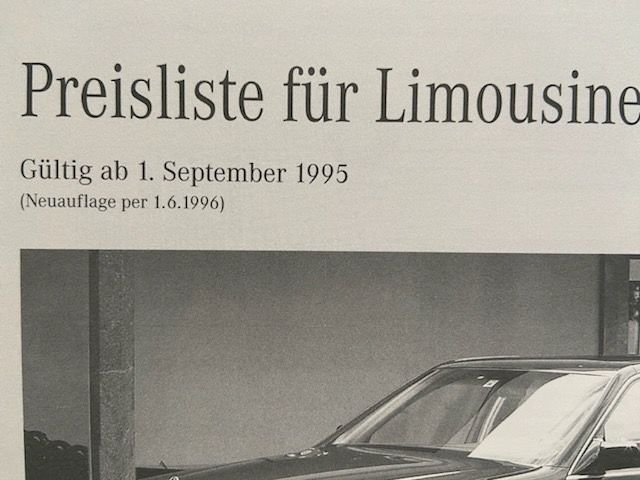 Preisliste für Limousine
Gültig ab 1. September 1995
(Neuauflage per 1.6.1996)